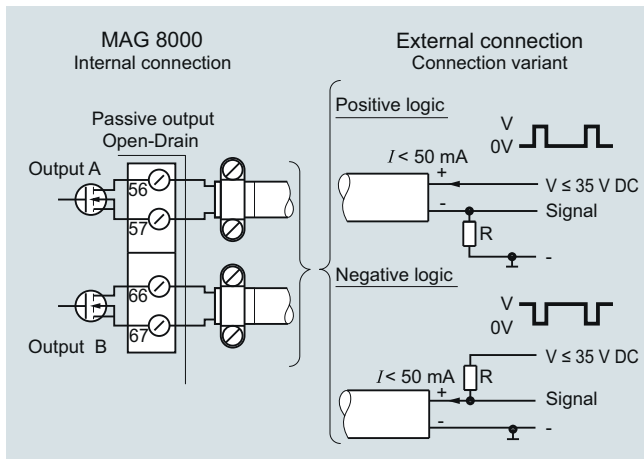 MAG 8000
Internal connection
Passive output
Open-Drain
Output A
56
57
66
67
Output B
External connection
Connection variant
Positive logic
V
0V
I < 50 mA
+
V ≤ 35 V DC
-
Signal
R
-
Negative logic
V
0V
V ≤ 35 V DC
I < 50 mA
R
+
Signal
-
-